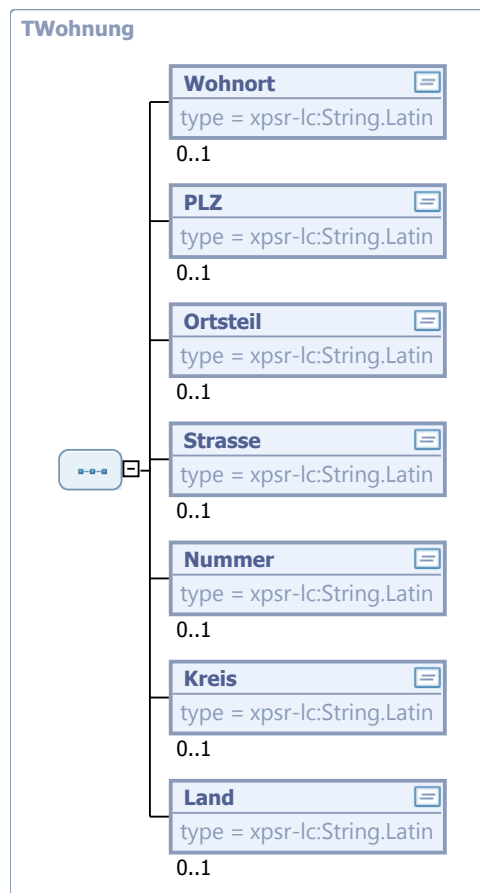 TWohnung
Wohnort
type = xpsr-lc:String.Latin
0..1
PLZ
type = xpsr-lc:String.Latin
0..1
Ortsteil
type = xpsr-lc:String.Latin
0..1
Strasse
type = xpsr-lc:String.Latin
0..1
Nummer
type = xpsr-lc:String.Latin
0..1
Kreis
type = xpsr-lc:String.Latin
0..1
Land
type = xpsr-lc:String.Latin
0..1